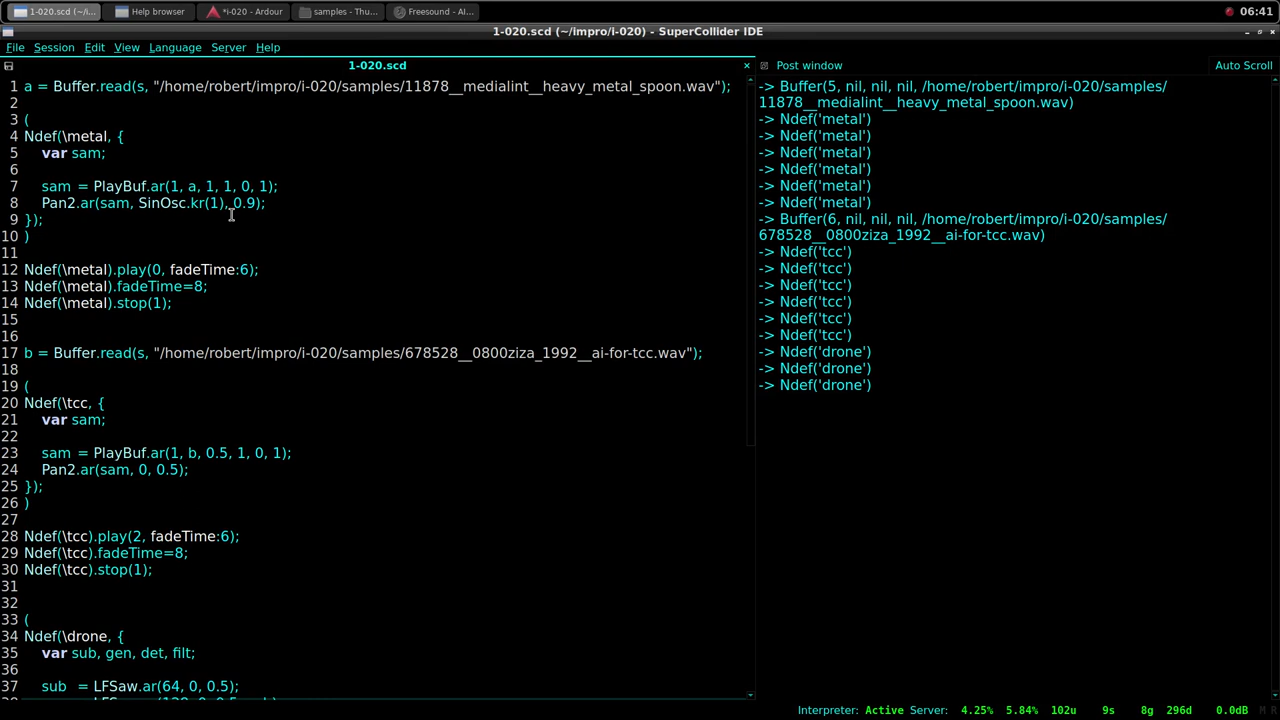 1-020.scd (~/i...
Help browser
*i-020 - Ardour
samples - Thu...
Freesound - AI...
06:41
1-020.scd (~/impro/i-020) - SuperCollider IDE
File Session Edit View Language Server Help
1-020.scd
1 a = Buffer.read(s, "/home/robert/impro/i-020/samples/11878__medialint__heavy_metal_spoon.wav");
2
3 (
4 Ndef(\metal, {
5 var sam;
6
7 sam = PlayBuf.ar(1, a, 1, 1, 0, 1);
8 Pan2.ar(sam, SinOsc.kr(1), 0.9);
9 });
10 )
11
12 Ndef(\metal).play(0, fadeTime:6);
13 Ndef(\metal).fadeTime=8;
14 Ndef(\metal).stop(1);
15
16
17 b = Buffer.read(s, "/home/robert/impro/i-020/samples/678528__0800ziza_1992__ai-for-tcc.wav");
18
19 (
20 Ndef(\tcc, {
21 var sam;
22
23 sam = PlayBuf.ar(1, b, 0.5, 1, 0, 1);
24 Pan2.ar(sam, 0, 0.5);
25 });
26 )
27
28 Ndef(\tcc).play(2, fadeTime:6);
29 Ndef(\tcc).fadeTime=8;
30 Ndef(\tcc).stop(1);
31
32
33 (
34 Ndef(\drone, {
35 var sub, gen, det, filt;
36
37 sub = LFSaw.ar(64, 0, 0.5);
Post window
Auto Scroll
-> Buffer(5, nil, nil, nil, /home/robert/impro/i-020/samples/
11878__medialint__heavy_metal_spoon.wav)
-> Ndef('metal')
-> Ndef('metal')
-> Ndef('metal')
-> Ndef('metal')
-> Ndef('metal')
-> Ndef('metal')
-> Buffer(6, nil, nil, nil, /home/robert/impro/i-020/samples/
678528__0800ziza_1992__ai-for-tcc.wav)
-> Ndef('tcc')
-> Ndef('tcc')
-> Ndef('tcc')
-> Ndef('tcc')
-> Ndef('tcc')
-> Ndef('tcc')
-> Ndef('drone')
-> Ndef('drone')
-> Ndef('drone')
Interpreter: Active Server: 4.25% 5.84% 102u 9s 8g 296d 0.0dB M R